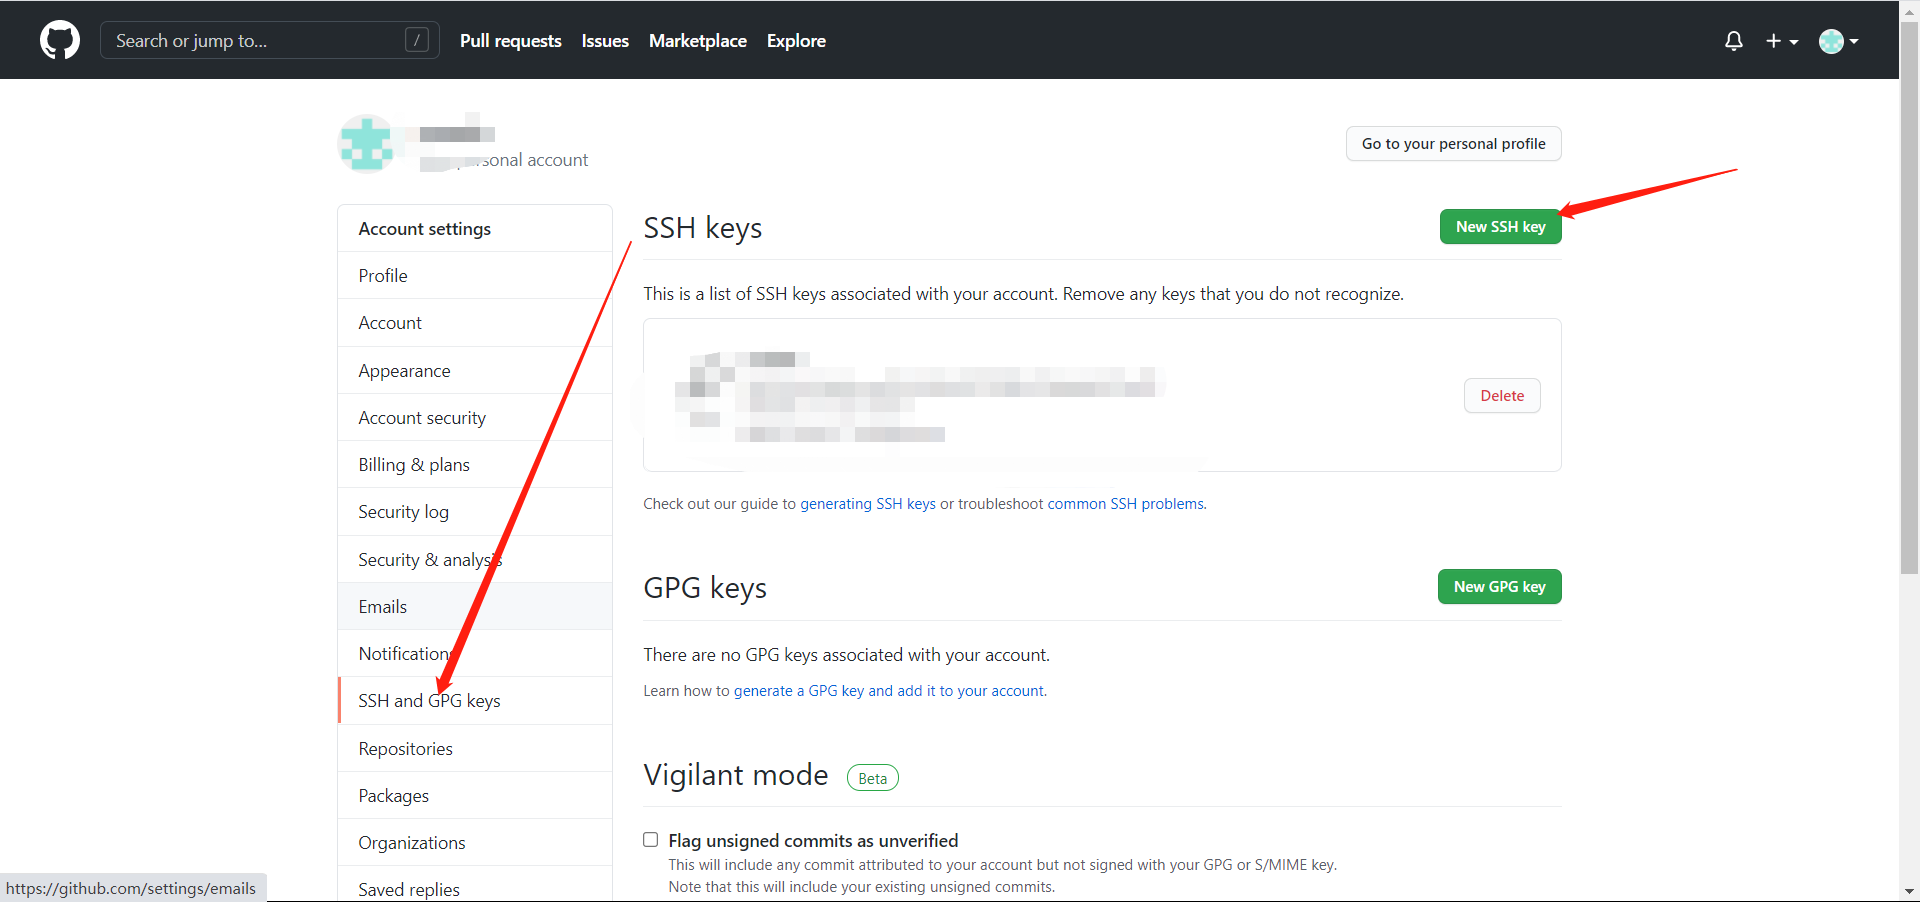 Search or jump to... /
Pull requests Issues Marketplace Explore
personal account
Go to your personal profile
Account settings
Profile
Account
Appearance
Account security
Billing & plans
Security log
Security & analysis
Emails
Notifications
SSH and GPG keys
Repositories
Packages
Organizations
Saved replies
SSH keys
New SSH key
This is a list of SSH keys associated with your account. Remove any keys that you do not recognize.
Delete
Check out our guide to generating SSH keys or troubleshoot common SSH problems.
GPG keys
New GPG key
There are no GPG keys associated with your account.
Learn how to generate a GPG key and add it to your account.
Vigilant mode Beta
Flag unsigned commits as unverified
This will include any commit attributed to your account but not signed with your GPG or S/MIME key.
Note that this will include your existing unsigned commits.
https://github.com/settings/emails